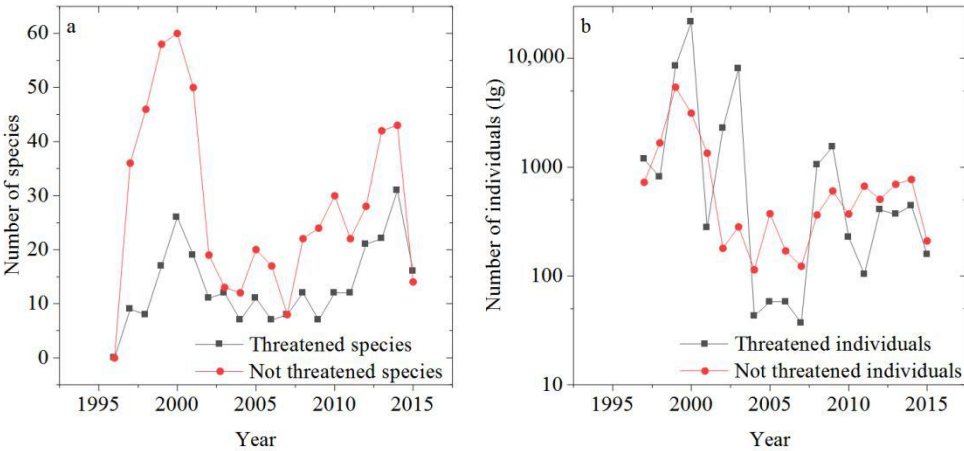 a
60
50
40
30
20
10
0
Number of species
Threatened species
Not threatened species
1995 2000 2005 2010 2015
Year
b
10,000
1000
100
10
Number of individuals (lg)
Threatened individuals
Not threatened individuals
1995 2000 2005 2010 2015
Year